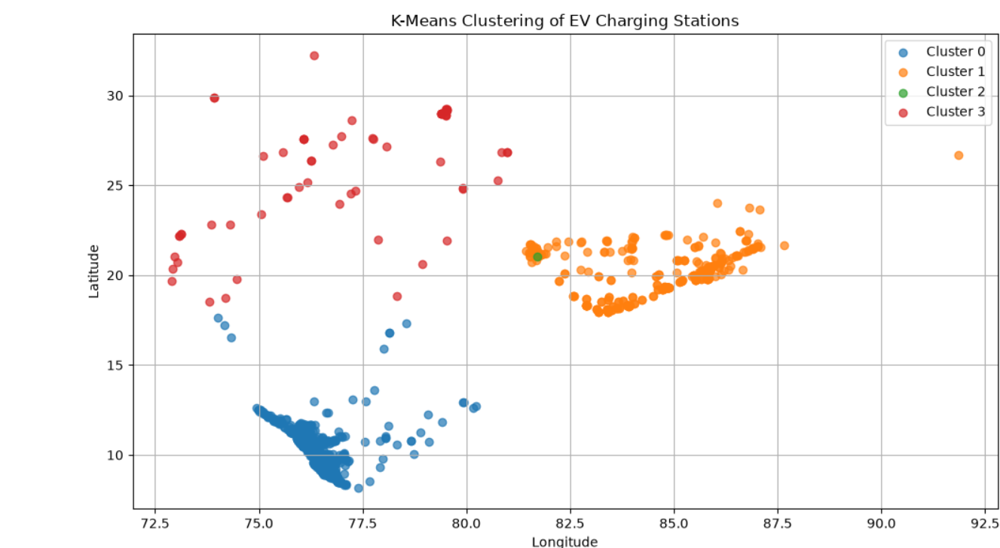 K-Means Clustering of EV Charging Stations
Cluster 0
Cluster 1
Cluster 2
Cluster 3
30
25
20
15
10
Latitude
72.5 75.0 77.5 80.0 82.5 85.0 87.5 90.0 92.5
Longitude